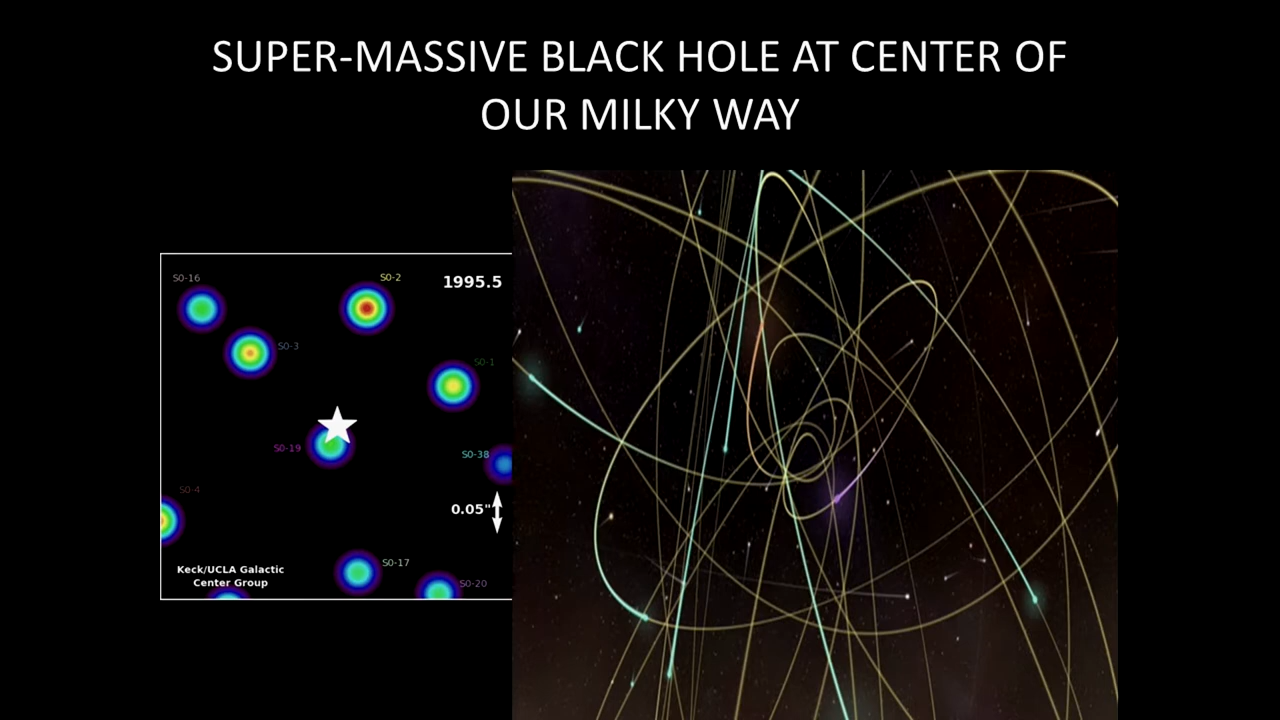 SUPER-MASSIVE BLACK HOLE AT CENTER OF
OUR MILKY WAY
S0-16
S0-2
1995.5
S0-3
S0-1
S0-19
S0-38
S0-4
0.05"
S0-17
Keck/UCLA Galactic
Center Group
S0-20